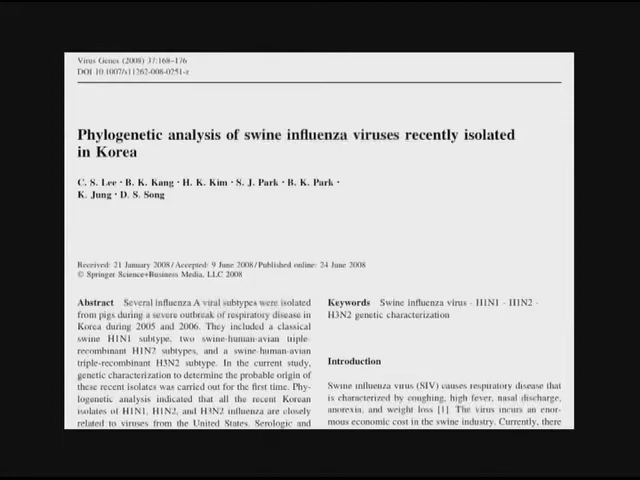 Virus Genes (2008) 37:168–176
DOI 10.1007/s11262-008-0251-z
Phylogenetic analysis of swine influenza viruses recently isolated
in Korea
C. S. Lee · B. K. Kang · H. K. Kim · S. J. Park · B. K. Park ·
K. Jung · D. S. Song
Received: 21 January 2008 / Accepted: 9 June 2008 / Published online: 24 June 2008
© Springer Science+Business Media, LLC 2008
Abstract Several influenza A viral subtypes were isolated
from pigs during a severe outbreak of respiratory disease in
Korea during 2005 and 2006. They included a classical
swine H1N1 subtype, two swine-human-avian triple-
recombinant H1N2 subtypes, and a swine-human-avian
triple-recombinant H3N2 subtype. In the current study,
genetic characterization to determine the probable origin of
these recent isolates was carried out for the first time. Phy-
logenetic analysis indicated that all the recent Korean
isolates of H1N1, H1N2, and H3N2 influenza are closely
related to viruses from the United States. Serologic and
Keywords Swine influenza virus · H1N1 · H1N2 ·
H3N2 genetic characterization
Introduction
Swine influenza virus (SIV) causes respiratory disease that
is characterized by coughing, high fever, nasal discharge,
anorexia, and weight loss [1]. The virus incurs an enor-
mous economic cost in the swine industry. Currently, there